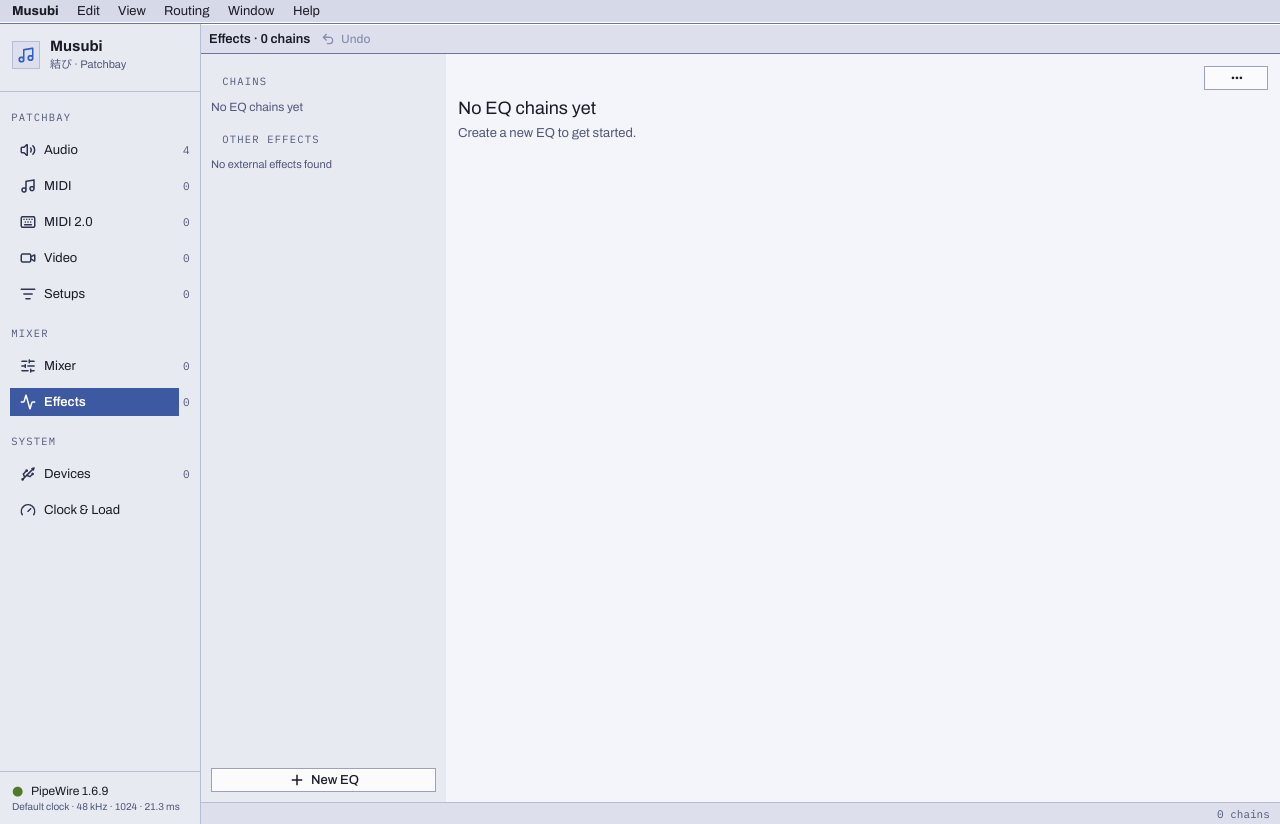 Musubi Edit View Routing Window Help
Musubi
結び · Patchbay
Effects · 0 chains Undo
PATCHBAY
Audio 4
MIDI 0
MIDI 2.0 0
Video 0
Setups 0
MIXER
Mixer 0
Effects 0
SYSTEM
Devices 0
Clock & Load
PipeWire 1.6.9
Default clock · 48 kHz · 1024 · 21.3 ms
CHAINS
No EQ chains yet
OTHER EFFECTS
No external effects found
New EQ
No EQ chains yet
Create a new EQ to get started.
0 chains